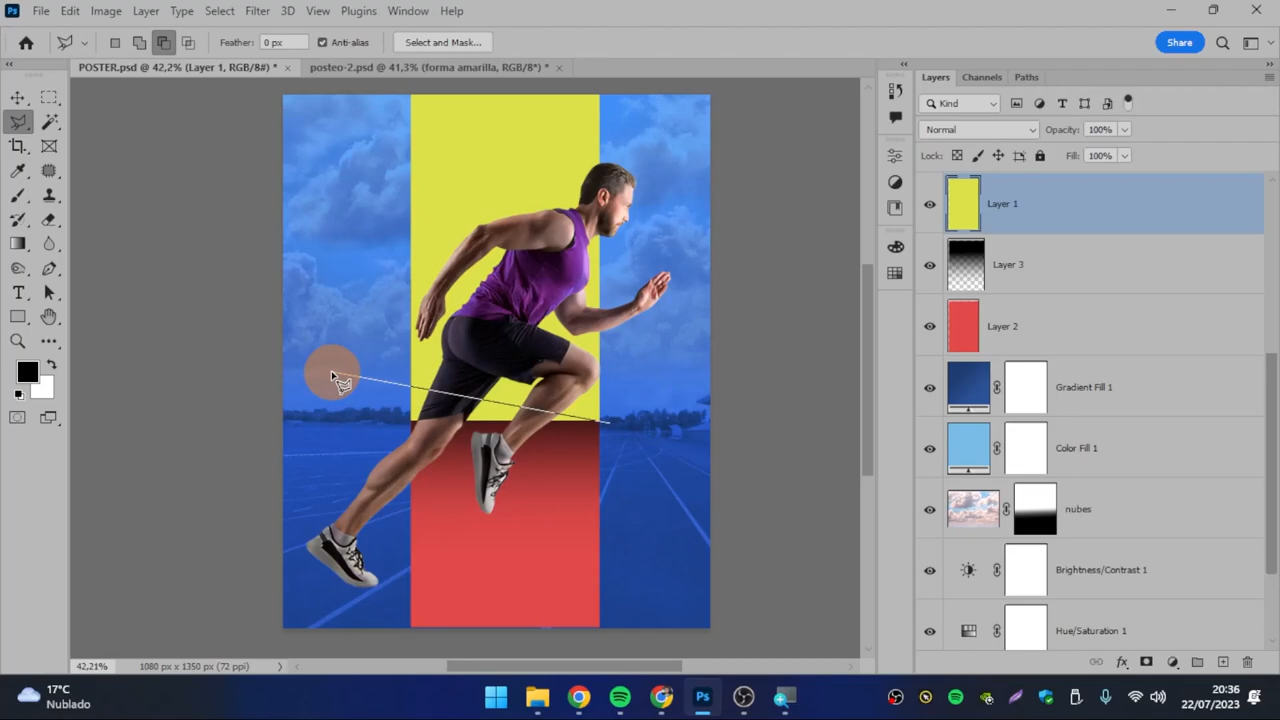 Ps File Edit Image Layer Type Select Filter 3D View Plugins Window Help
Feather: 0 px Anti-alias Select and Mask... Share
POSTER.psd @ 42,2% (Layer 1, RGB/8#) * × posteo-2.psd @ 41,3% (forma amarilla, RGB/8*) * ×
Layers Channels Paths
Kind
Normal Opacity: 100%
Lock: Fill: 100%
Layer 1
Layer 3
Layer 2
Gradient Fill 1
Color Fill 1
nubes
Brightness/Contrast 1
Hue/Saturation 1
42,21% 1080 px x 1350 px (72 ppi)
fx
17°C
Nublado
Ps
20:36
22/07/2023